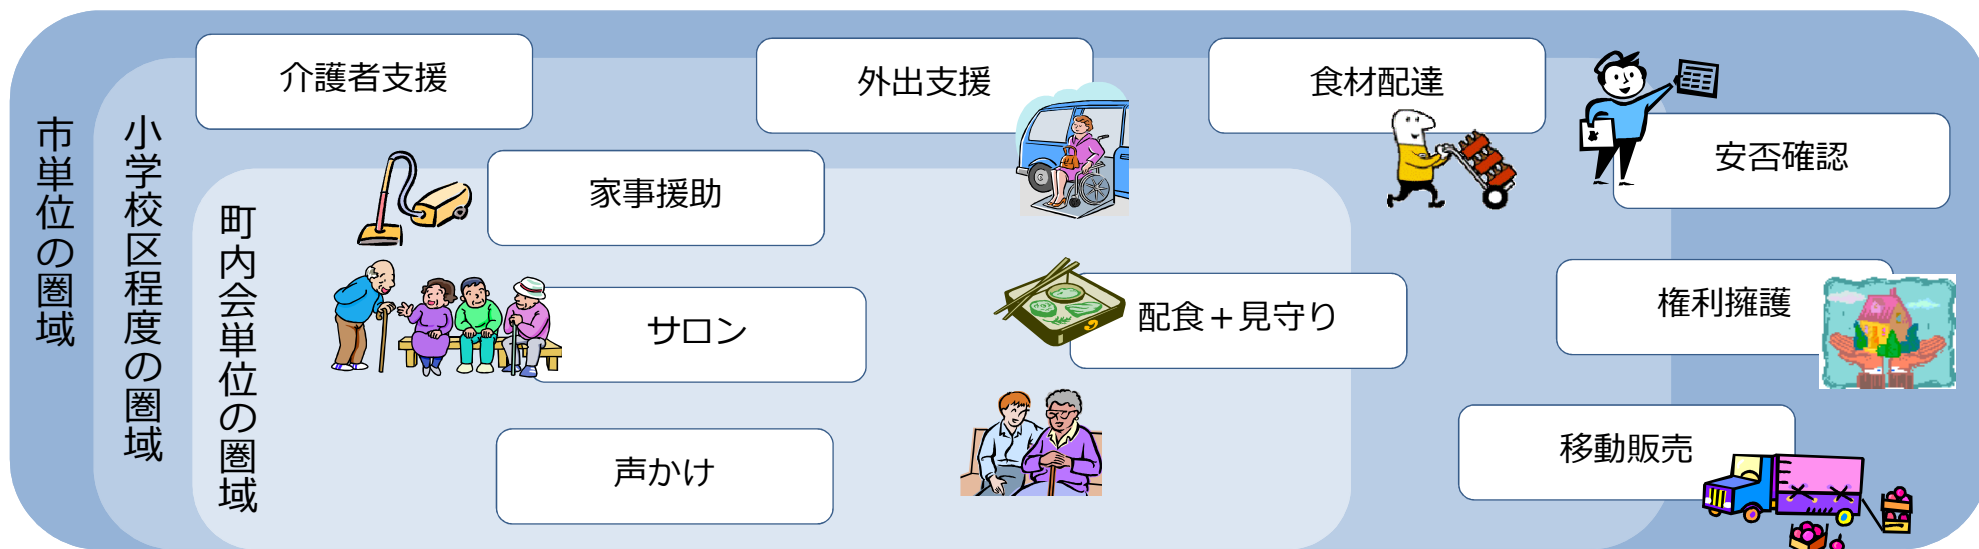 市単位の圏域
小学校区程度の圏域
町内会単位の圏域
介護者支援
外出支援
食材配達
安否確認
家事援助
サロン
配食+見守り
権利擁護
声かけ
移動販売